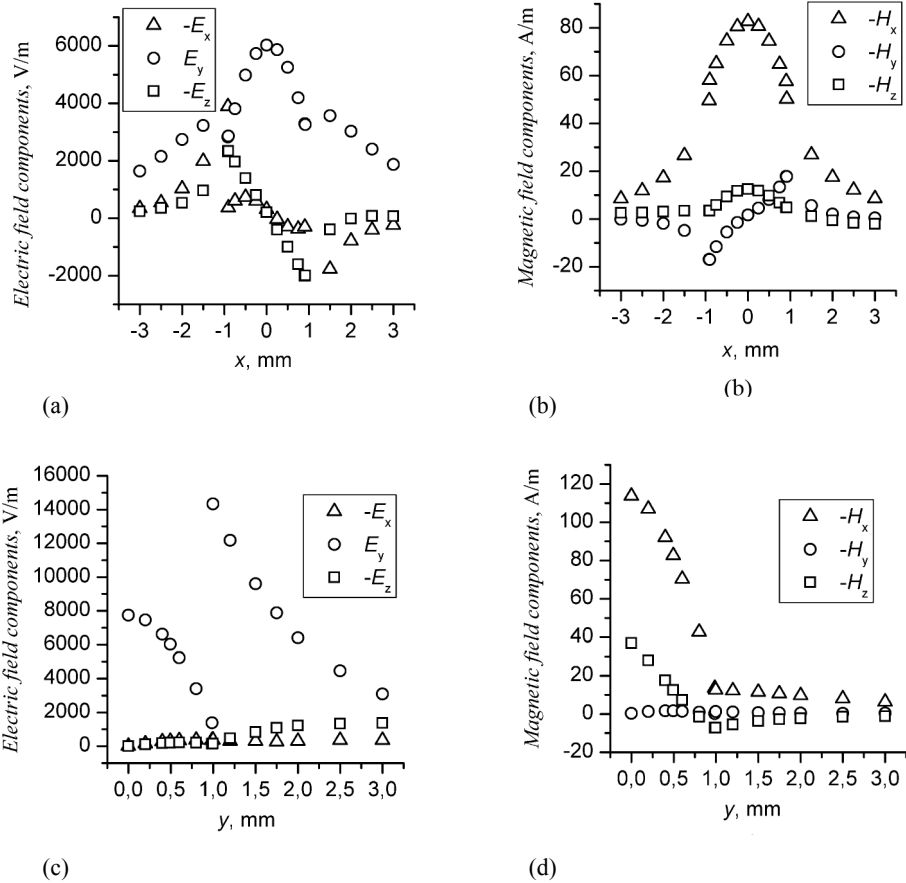 Electric field components, V/m
6000
4000
2000
0
-2000
-3 -2 -1 0 1 2 3
x, mm
-Ex
Ey
-Ez
(a)
Magnetic field components, A/m
80
60
40
20
0
-20
-3 -2 -1 0 1 2 3
x, mm
-Hx
-Hy
-Hz
(b)
(b)
Electric field components, V/m
16000
14000
12000
10000
8000
6000
4000
2000
0
0,0 0,5 1,0 1,5 2,0 2,5 3,0
y, mm
-Ex
Ey
-Ez
(c)
Magnetic field components, A/m
120
100
80
60
40
20
0
-20
0,0 0,5 1,0 1,5 2,0 2,5 3,0
y, mm
-Hx
-Hy
-Hz
(d)